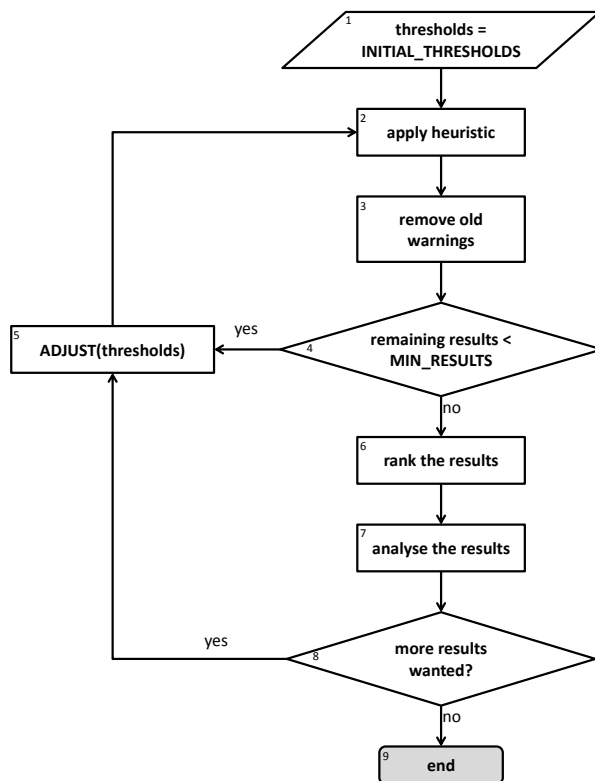 1
thresholds =
INITIAL_THRESHOLDS
2
apply heuristic
3
remove old
warnings
yes
5
ADJUST(thresholds)
4
remaining results <
MIN_RESULTS
no
6
rank the results
7
analyse the results
yes
8
more results
wanted?
no
9
end